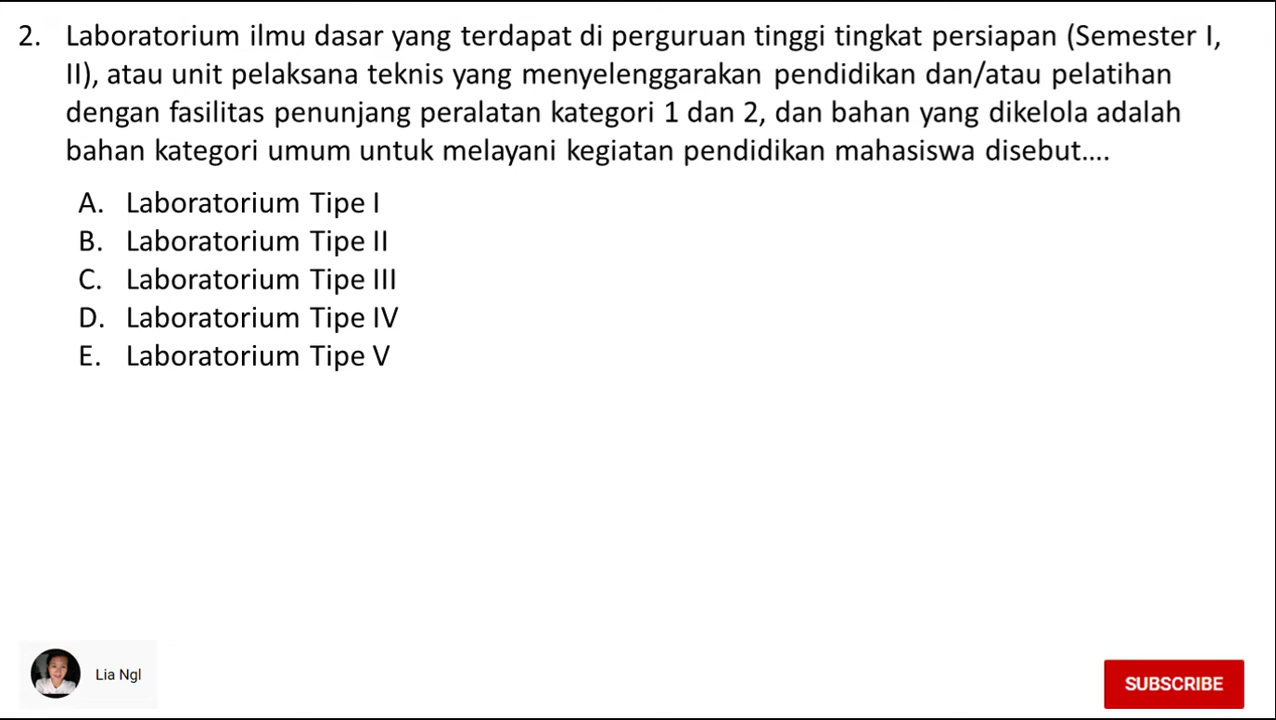 2. Laboratorium ilmu dasar yang terdapat di perguruan tinggi tingkat persiapan (Semester I,
II), atau unit pelaksana teknis yang menyelenggarakan pendidikan dan/atau pelatihan
dengan fasilitas penunjang peralatan kategori 1 dan 2, dan bahan yang dikelola adalah
bahan kategori umum untuk melayani kegiatan pendidikan mahasiswa disebut....
A. Laboratorium Tipe I
B. Laboratorium Tipe II
C. Laboratorium Tipe III
D. Laboratorium Tipe IV
E. Laboratorium Tipe V
Lia Ngl
SUBSCRIBE